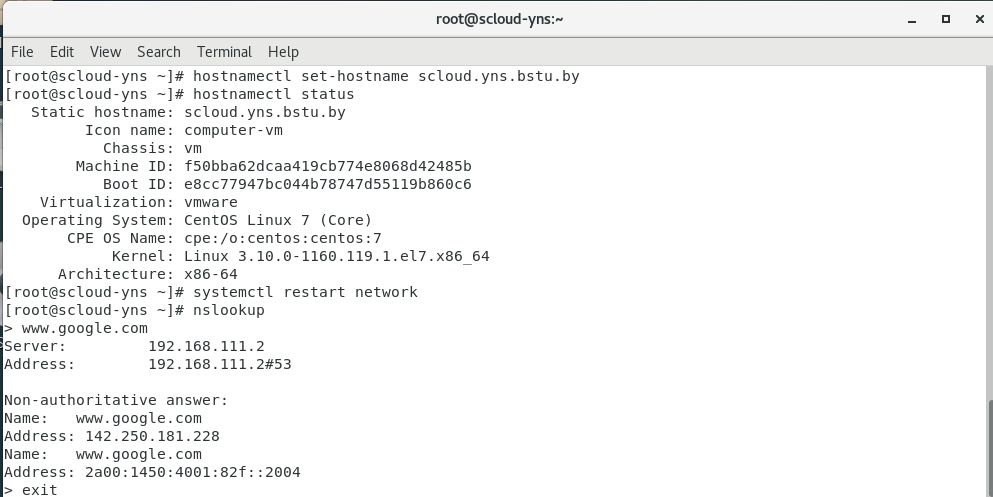 root@scloud-yns:~
File Edit View Search Terminal Help
[root@scloud-yns ~]# hostnamectl set-hostname scloud.yns.bstu.by
[root@scloud-yns ~]# hostnamectl status
   Static hostname: scloud.yns.bstu.by
         Icon name: computer-vm
           Chassis: vm
        Machine ID: f50bba62dcaa419cb774e8068d42485b
           Boot ID: e8cc77947bc044b78747d55119b860c6
    Virtualization: vmware
  Operating System: CentOS Linux 7 (Core)
       CPE OS Name: cpe:/o:centos:centos:7
            Kernel: Linux 3.10.0-1160.119.1.el7.x86_64
      Architecture: x86-64
[root@scloud-yns ~]# systemctl restart network
[root@scloud-yns ~]# nslookup
> www.google.com
Server:         192.168.111.2
Address:        192.168.111.2#53

Non-authoritative answer:
Name:   www.google.com
Address: 142.250.181.228
Name:   www.google.com
Address: 2a00:1450:4001:82f::2004
> exit